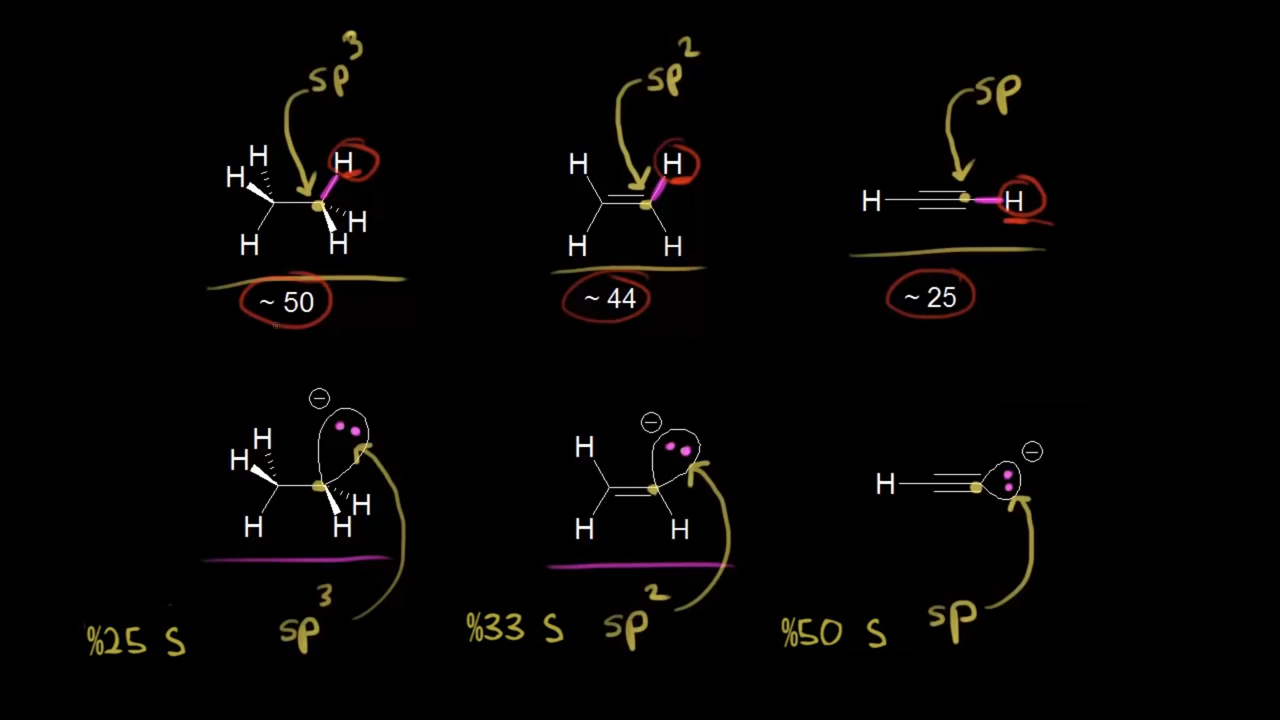 sp³ sp² sp
H H H H H
H H H H
H H H H
~ 50 ~ 44 ~ 25
⊖ ⊖ ⊖
H H
H H H
H H H H H
%25 S sp³ %33 S sp² %50 S sp